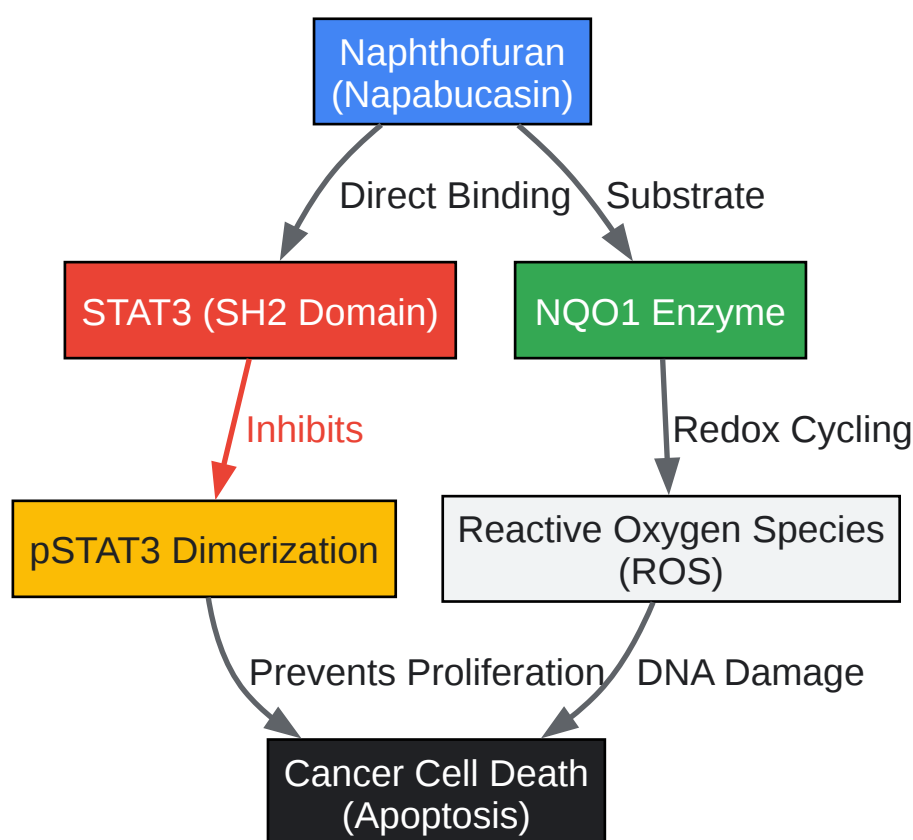 Naphthofuran
(Napabucasin)
Direct Binding
Substrate
STAT3 (SH2 Domain)
NQO1 Enzyme
Inhibits
Redox Cycling
pSTAT3 Dimerization
Reactive Oxygen Species
(ROS)
Prevents Proliferation
DNA Damage
Cancer Cell Death
(Apoptosis)